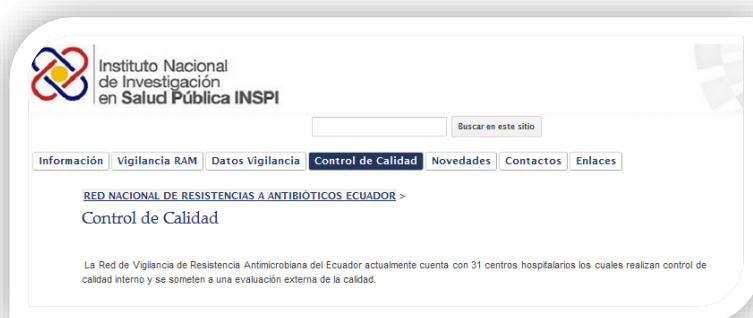 Instituto Nacional
de Investigación
en Salud Pública INSPI
Buscar en este sitio
Información Vigilancia RAM Datos Vigilancia Control de Calidad Novedades Contactos Enlaces
RED NACIONAL DE RESISTENCIAS A ANTIBIÓTICOS ECUADOR >
Control de Calidad
La Red de Vigilancia de Resistencia Antimicrobiana del Ecuador actualmente cuenta con 31 centros hospitalarios los cuales realizan control de
calidad interno y se someten a una evaluación externa de la calidad.